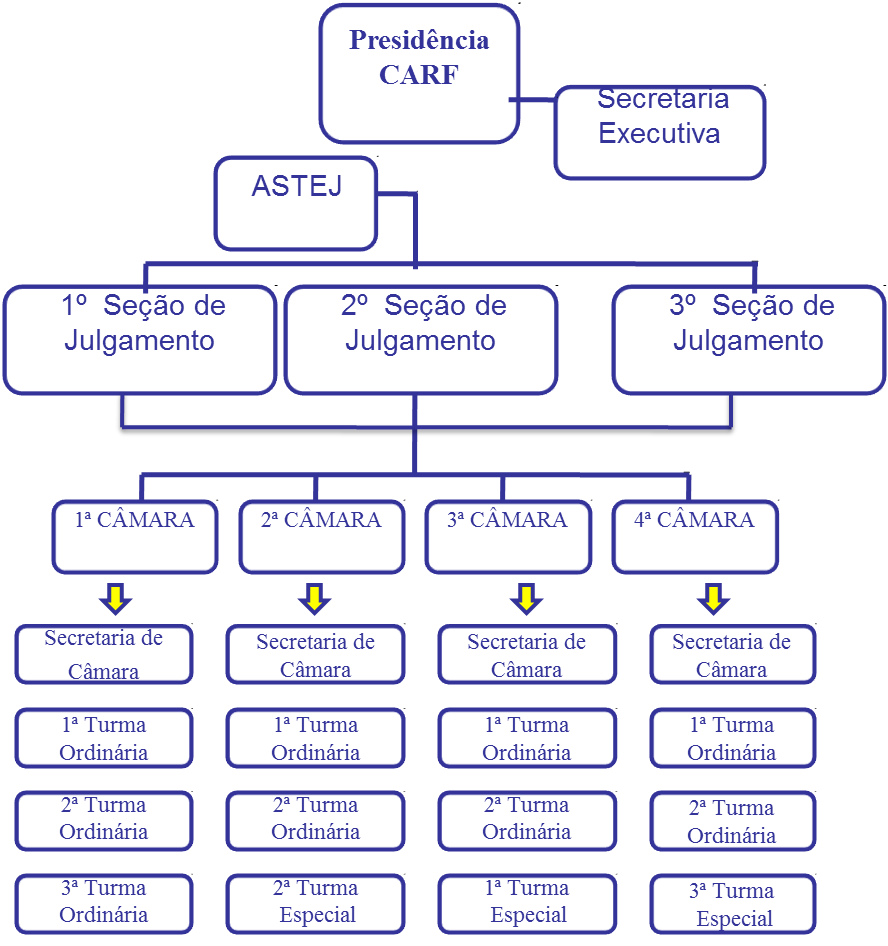 Presidência
CARF
Secretaria
Executiva
ASTEJ
1º Seção de
Julgamento
2º Seção de
Julgamento
3º Seção de
Julgamento
1ª CÂMARA
2ª CÂMARA
3ª CÂMARA
4ª CÂMARA
Secretaria de
Câmara
Secretaria de
Câmara
Secretaria de
Câmara
Secretaria de
Câmara
1ª Turma
Ordinária
1ª Turma
Ordinária
1ª Turma
Ordinária
1ª Turma
Ordinária
2ª Turma
Ordinária
2ª Turma
Ordinária
2ª Turma
Ordinária
2ª Turma
Ordinária
3ª Turma
Ordinária
2ª Turma
Especial
1ª Turma
Especial
3ª Turma
Especial